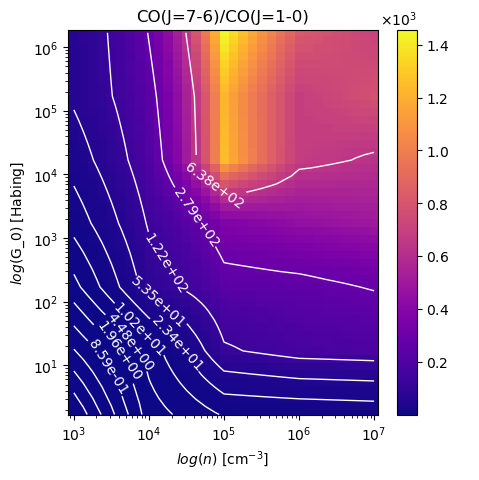 CO(J=7-6)/CO(J=1-0)
×10³
10⁶
10⁵
10⁴
10³
10²
10¹
log(G_0) [Habing]
6.38e+02
2.79e+02
1.22e+02
5.35e+01
2.34e+01
1.02e+01
4.48e+00
1.96e+00
8.59e-01
10³ 10⁴ 10⁵ 10⁶ 10⁷
log(n) [cm⁻³]
1.4
1.2
1.0
0.8
0.6
0.4
0.2